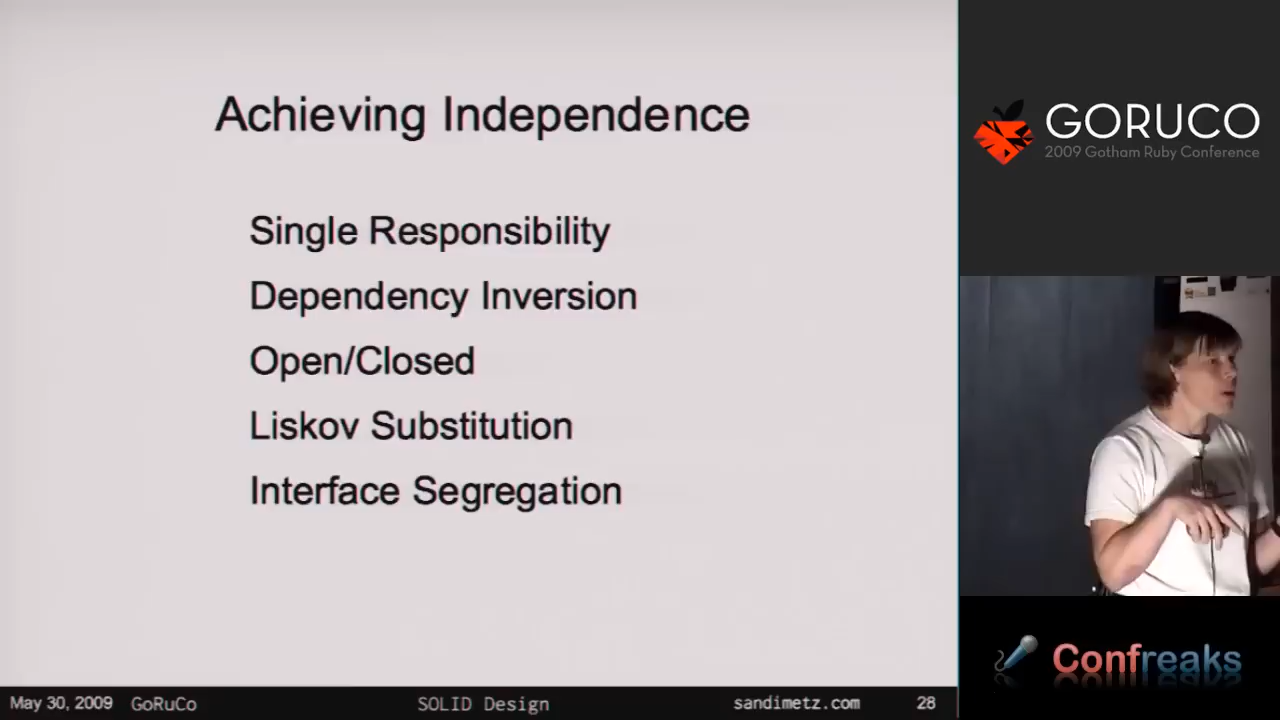 Achieving Independence
Single Responsibility
Dependency Inversion
Open/Closed
Liskov Substitution
Interface Segregation
May 30, 2009 GoRuCo SOLID Design sandimetz.com 28
GORUCO
2009 Gotham Ruby Conference
Confreaks